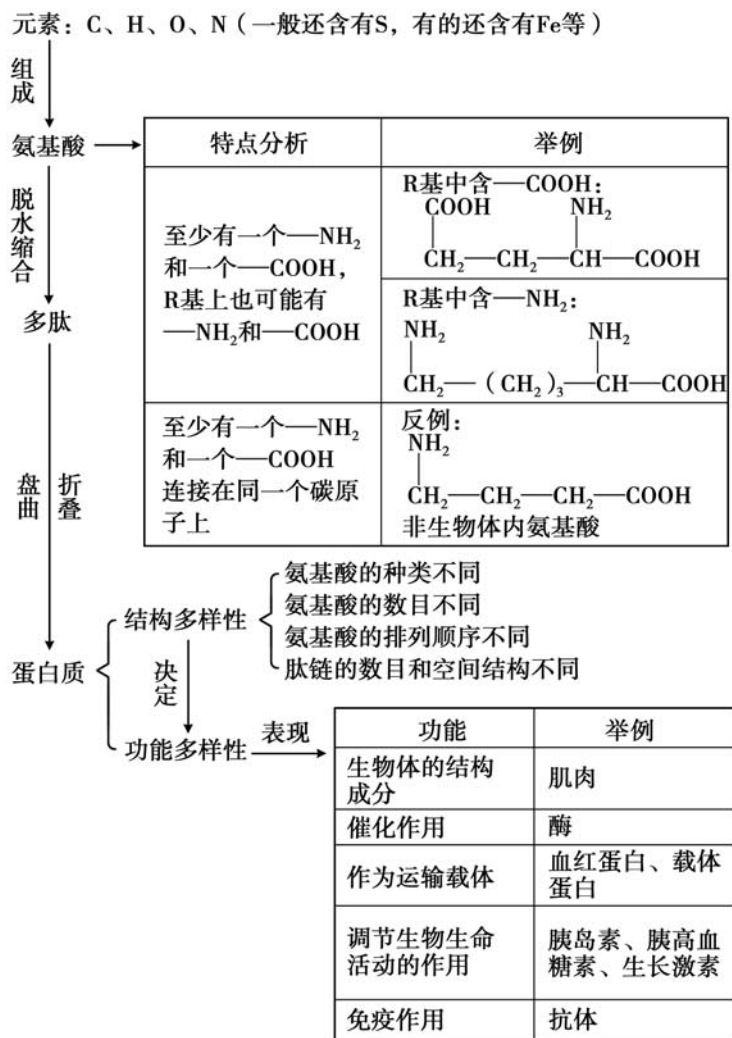 元素：C、H、O、N（一般还含有S，有的还含有Fe等）
组成
氨基酸
特点分析
举例
至少有一个—NH₂
和一个—COOH，
R基上也可能有
—NH₂和—COOH
R基中含—COOH：
COOH NH₂
CH₂—CH₂—CH—COOH
R基中含—NH₂：
NH₂ NH₂
CH₂—（CH₂）₃—CH—COOH
至少有一个—NH₂
和一个—COOH
连接在同一个碳原
子上
反例：
NH₂
CH₂—CH₂—CH₂—COOH
非生物体内氨基酸
脱水缩合
多肽
盘曲 折叠
蛋白质
结构多样性
氨基酸的种类不同
氨基酸的数目不同
氨基酸的排列顺序不同
肽链的数目和空间结构不同
决定
功能多样性
表现
功能
举例
生物体的结构
成分
肌肉
催化作用
酶
作为运输载体
血红蛋白、载体
蛋白
调节生物生命
活动的作用
胰岛素、胰高血
糖素、生长激素
免疫作用
抗体